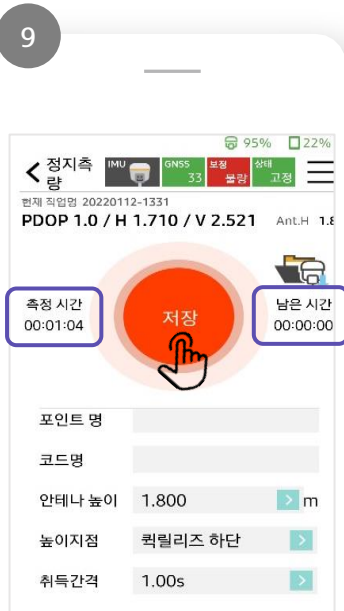 9
95% 22%
정지측
량
IMU
GNSS
33
보정
불량
상태
고정
현재 작업명 20220112-1331
PDOP 1.0 / H 1.710 / V 2.521 Ant.H 1.8
측정 시간
00:01:04
저장
남은 시간
00:00:00
포인트 명
코드명
안테나 높이 1.800 m
높이지점 퀵릴리즈 하단
취득간격 1.00s